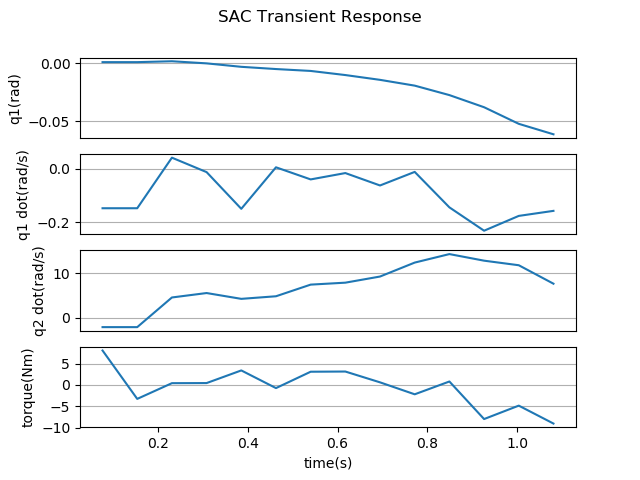 SAC Transient Response
q1(rad)
0.00
−0.05
q1 dot(rad/s)
0.0
−0.2
q2 dot(rad/s)
10
0
torque(Nm)
5
0
−5
−10
0.2 0.4 0.6 0.8 1.0
time(s)